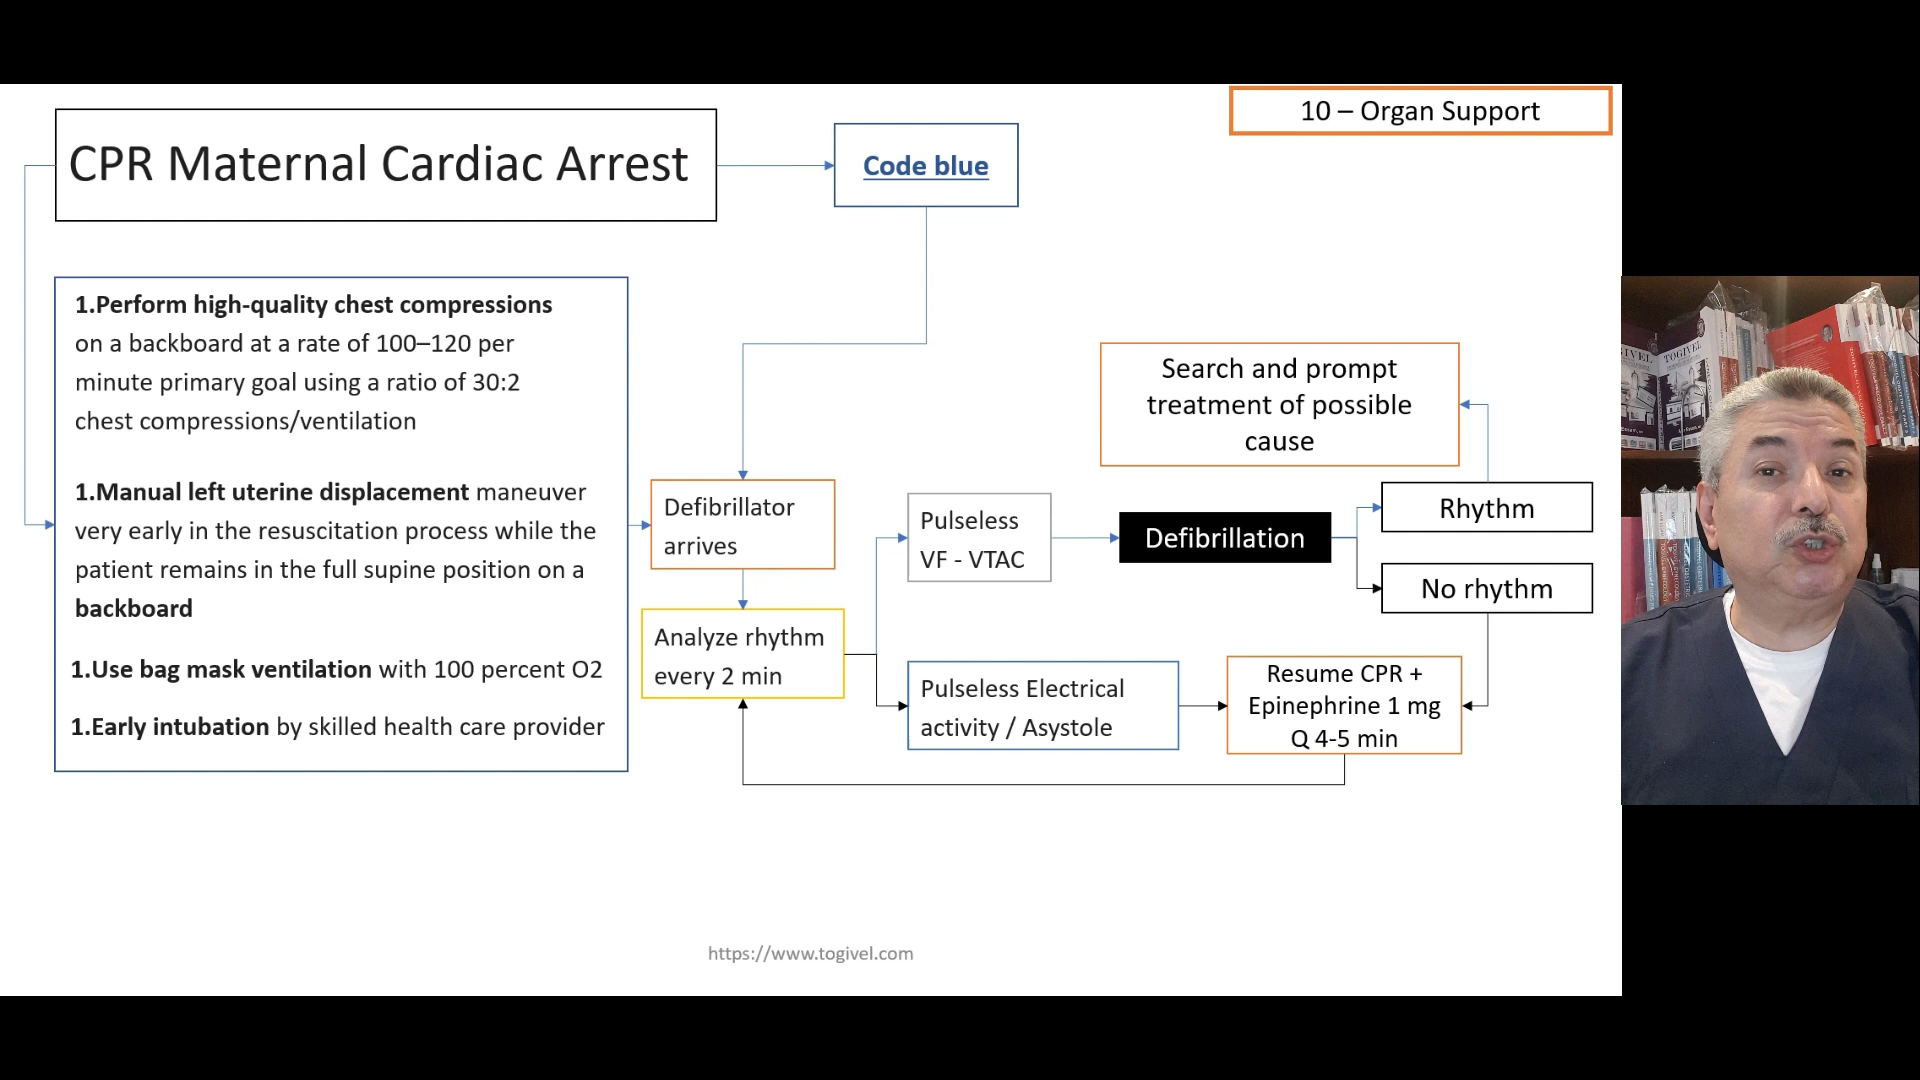 10 – Organ Support
CPR Maternal Cardiac Arrest
Code blue
1.Perform high-quality chest compressions
on a backboard at a rate of 100–120 per
minute primary goal using a ratio of 30:2
chest compressions/ventilation
1.Manual left uterine displacement maneuver
very early in the resuscitation process while the
patient remains in the full supine position on a
backboard
1.Use bag mask ventilation with 100 percent O2
1.Early intubation by skilled health care provider
Defibrillator
arrives
Analyze rhythm
every 2 min
Pulseless
VF - VTAC
Defibrillation
Search and prompt
treatment of possible
cause
Rhythm
No rhythm
Pulseless Electrical
activity / Asystole
Resume CPR +
Epinephrine 1 mg
Q 4-5 min
https://www.togivel.com
TOGIVEL